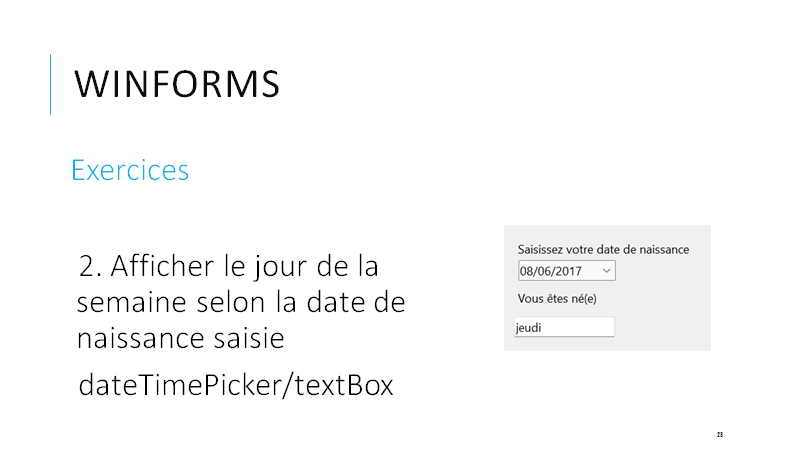 WINFORMS
Exercices
2. Afficher le jour de la
semaine selon la date de
naissance saisie
dateTimePicker/textBox
Saisissez votre date de naissance
08/06/2017
Vous êtes né(e)
jeudi
28